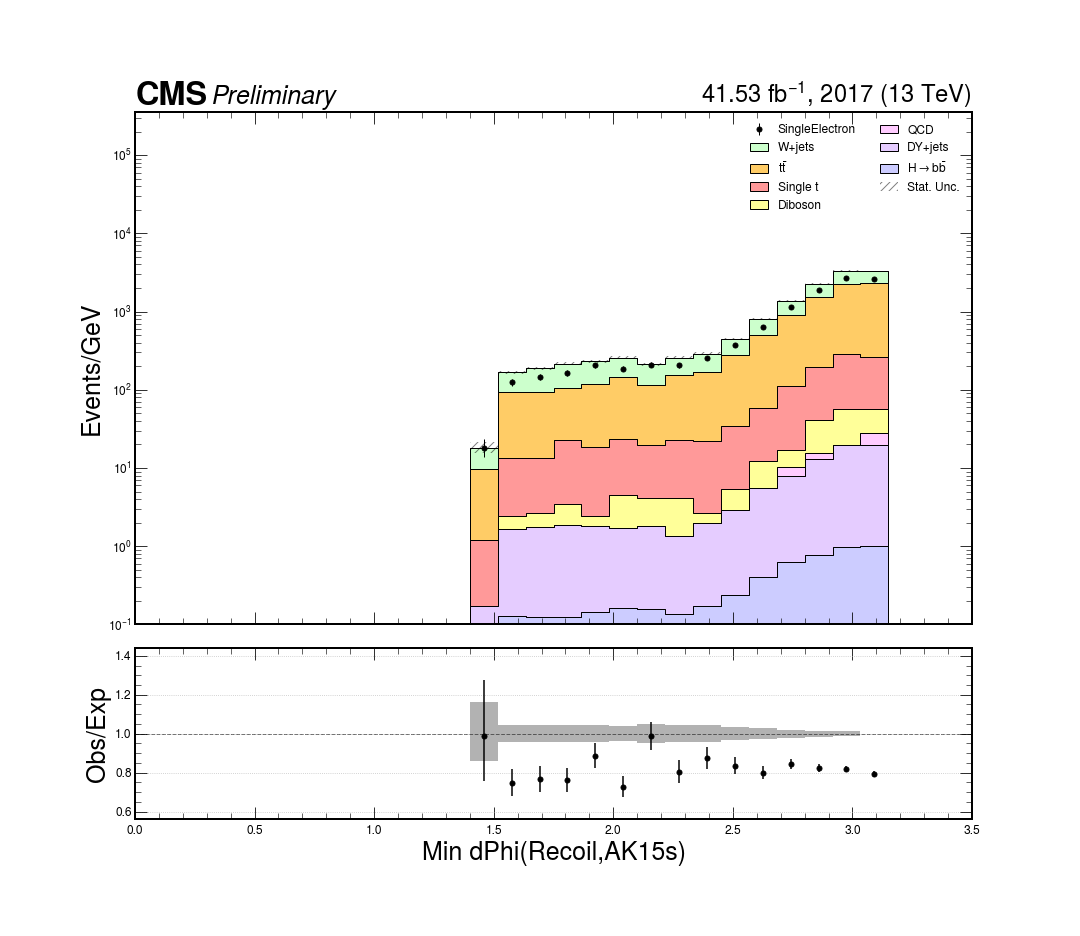 CMS Preliminary
41.53 fb⁻¹, 2017 (13 TeV)
SingleElectron
W+jets
tt̄
Single t
Diboson
QCD
DY+jets
H→bb̄
Stat. Unc.
Events/GeV
10⁵
10⁴
10³
10²
10¹
10⁰
10⁻¹
Obs/Exp
1.4
1.2
1.0
0.8
0.6
0.0 0.5 1.0 1.5 2.0 2.5 3.0 3.5
Min dPhi(Recoil,AK15s)